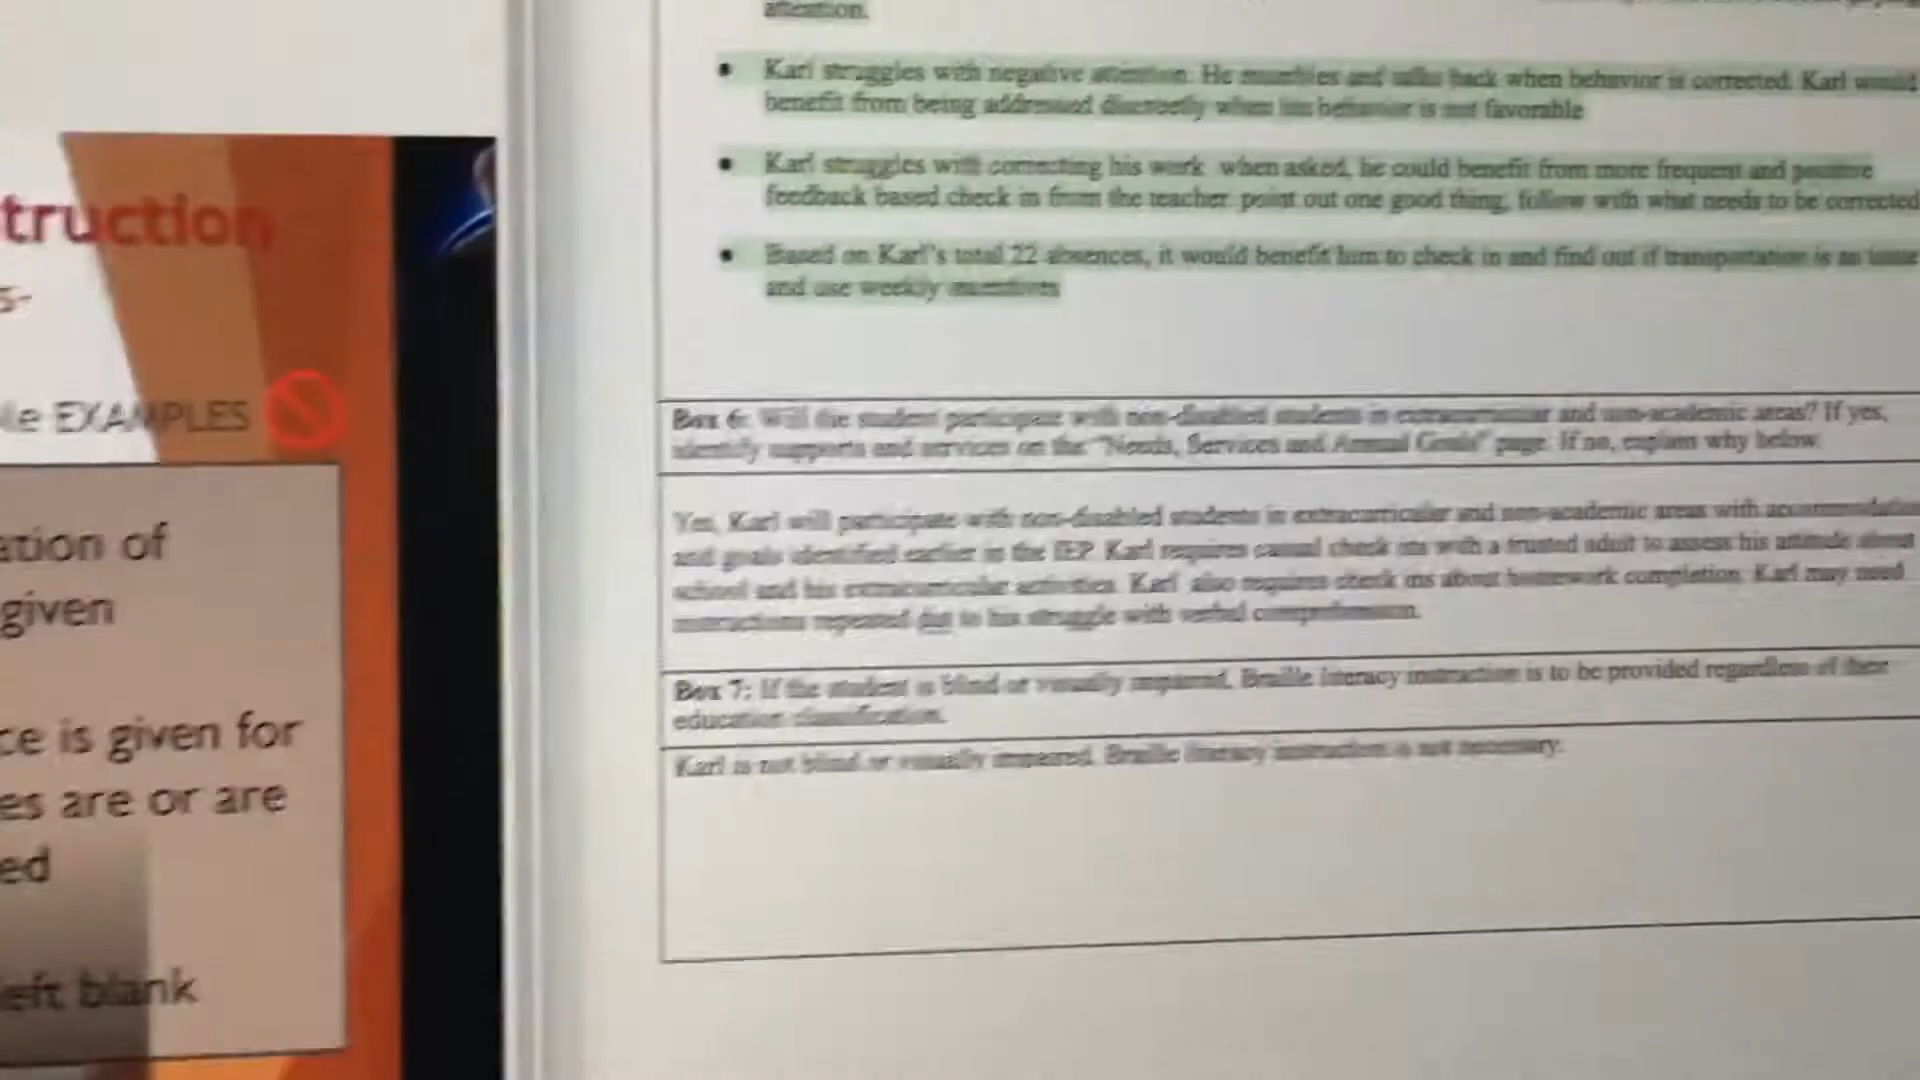 attention.
Karl struggles with negative attention. He mumbles and talks back when behavior is corrected. Karl would
benefit from being addressed discreetly when his behavior is not favorable
Karl struggles with correcting his work when asked, he could benefit from more frequent and positive
feedback based check in from the teacher point out one good thing, follow with what needs to be corrected
Based on Karl's total 22 absences, it would benefit him to check in and find out if transportation is an issue
and use weekly incentives
Box 6: Will the student participate with non-disabled students in extracurricular and non-academic areas? If yes,
identify supports and services on the "Needs, Services and Annual Goals" page. If no, explain why below.
Yes, Karl will participate with non-disabled students in extracurricular and non-academic areas with accommodation
and goals identified earlier in the IEP. Karl requires casual check ins with a trusted adult to assess his attitude about
school and his extracurricular activities. Karl also requires check ins about homework completion. Karl may need
instructions repeated due to his struggle with verbal comprehension.
Box 7: If the student is blind or visually impaired, Braille literacy instruction is to be provided regardless of their
education classification.
Karl is not blind or visually impaired. Braille literacy instruction is not necessary.
truction
s-
le EXAMPLES
ation of
given
ce is given for
es are or are
ed
left blank